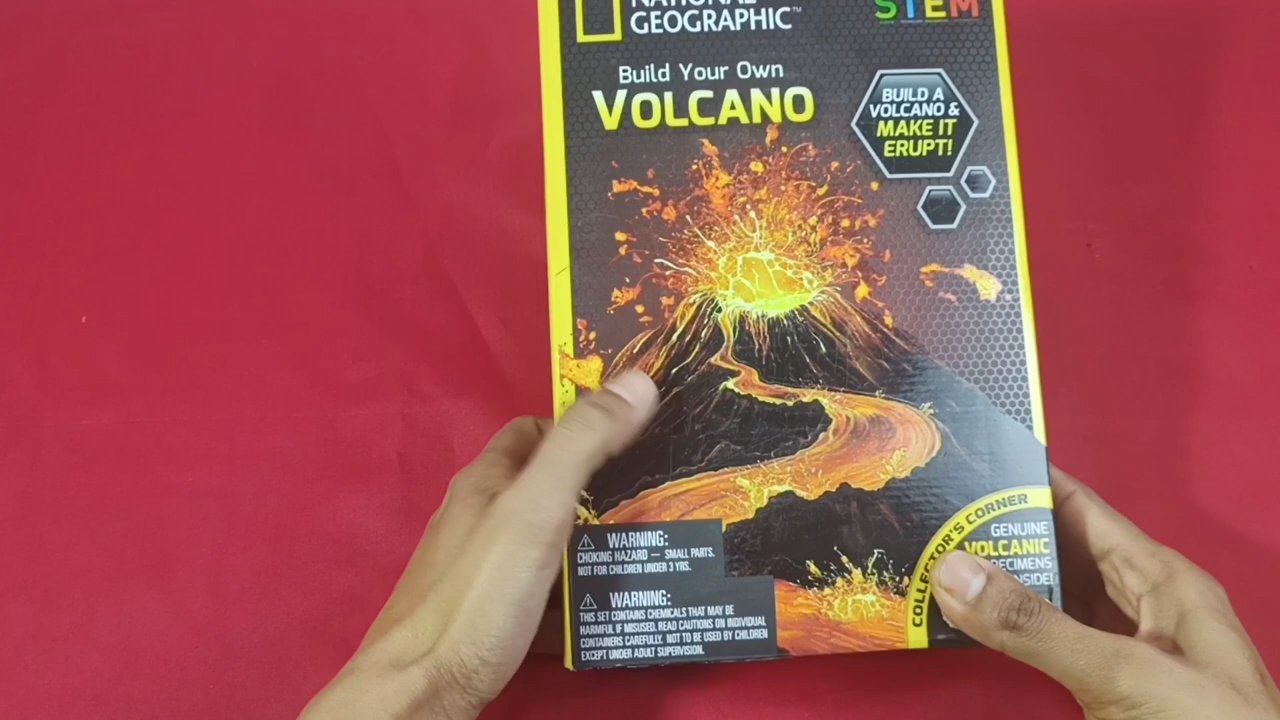 NATIONAL
GEOGRAPHIC™
STEM
Build Your Own
VOLCANO
BUILD A
VOLCANO &
MAKE IT
ERUPT!
COLLECTOR'S CORNER
GENUINE
VOLCANIC
WARNING:
CHOKING HAZARD — SMALL PARTS.
NOT FOR CHILDREN UNDER 3 YRS.
WARNING:
THIS SET CONTAINS CHEMICALS THAT MAY BE
HARMFUL IF MISUSED. READ CAUTIONS ON INDIVIDUAL
CONTAINERS CAREFULLY. NOT TO BE USED BY CHILDREN
EXCEPT UNDER ADULT SUPERVISION.